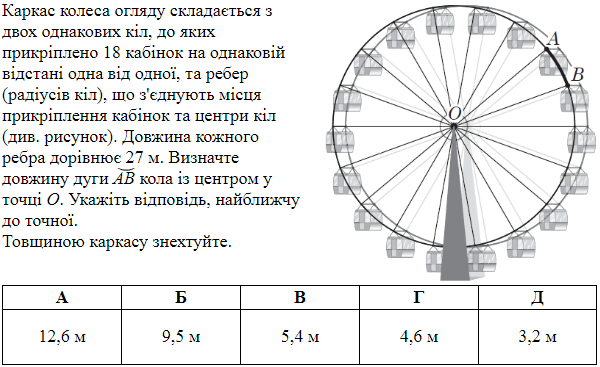 Каркас колеса огляду складається з
двох однакових кіл, до яких
прикріплено 18 кабінок на однаковій
відстані одна від одної, та ребер
(радіусів кіл), що з'єднують місця
прикріплення кабінок та центри кіл
(див. рисунок). Довжина кожного
ребра дорівнює 27 м. Визначте
довжину дуги AB кола із центром у
точці O. Укажіть відповідь, найближчу
до точної.
Товщиною каркасу знехтуйте.
A
B
O
А Б В Г Д
12,6 м 9,5 м 5,4 м 4,6 м 3,2 м